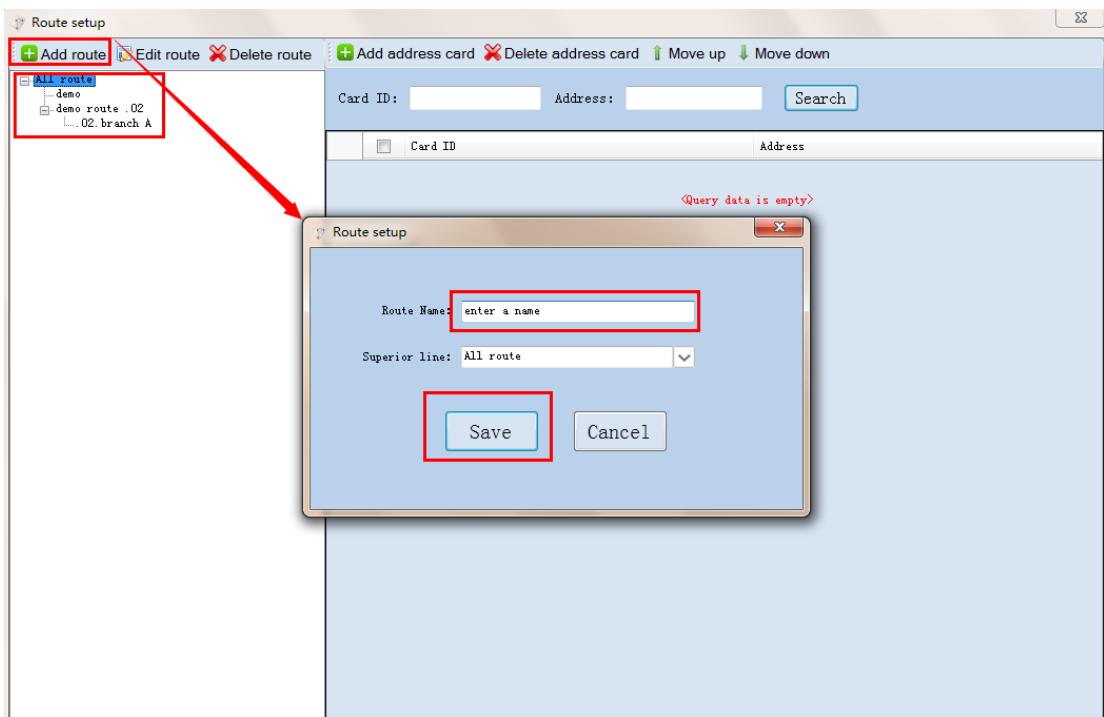 Route setup
Add route Edit route Delete route Add address card Delete address card Move up Move down
All route
demo
demo route .02
.02. branch A
Card ID: Address: Search
Card ID Address
<Query data is empty>
Route setup
Route Name: enter a name
Superior line: All route
Save Cancel